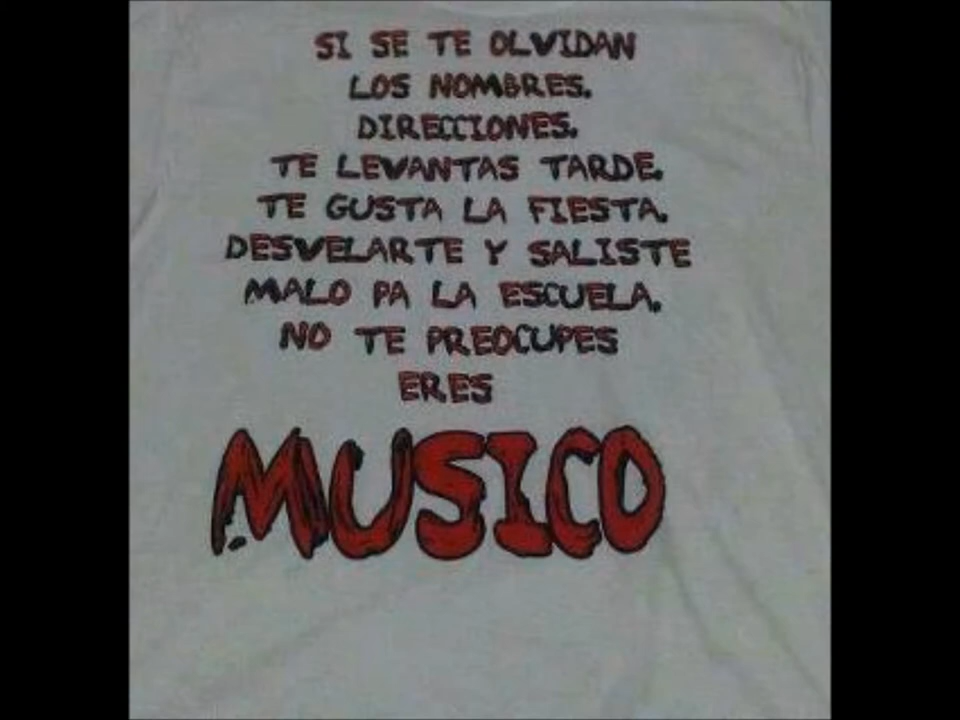 SI SE TE OLVIDAN
LOS NOMBRES.
DIRECCIONES.
TE LEVANTAS TARDE.
TE GUSTA LA FIESTA.
DESVELARTE Y SALISTE
MALO PA LA ESCUELA.
NO TE PREOCUPES
ERES
MUSICO